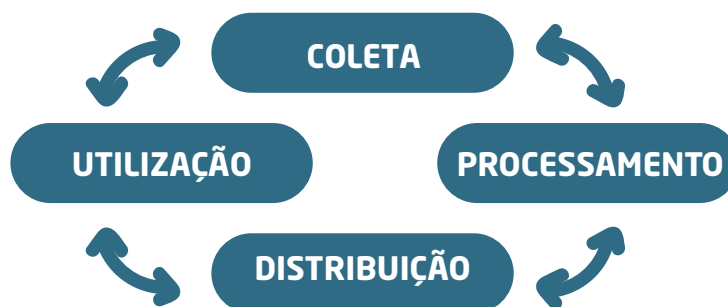 COLETA
UTILIZAÇÃO
PROCESSAMENTO
DISTRIBUIÇÃO